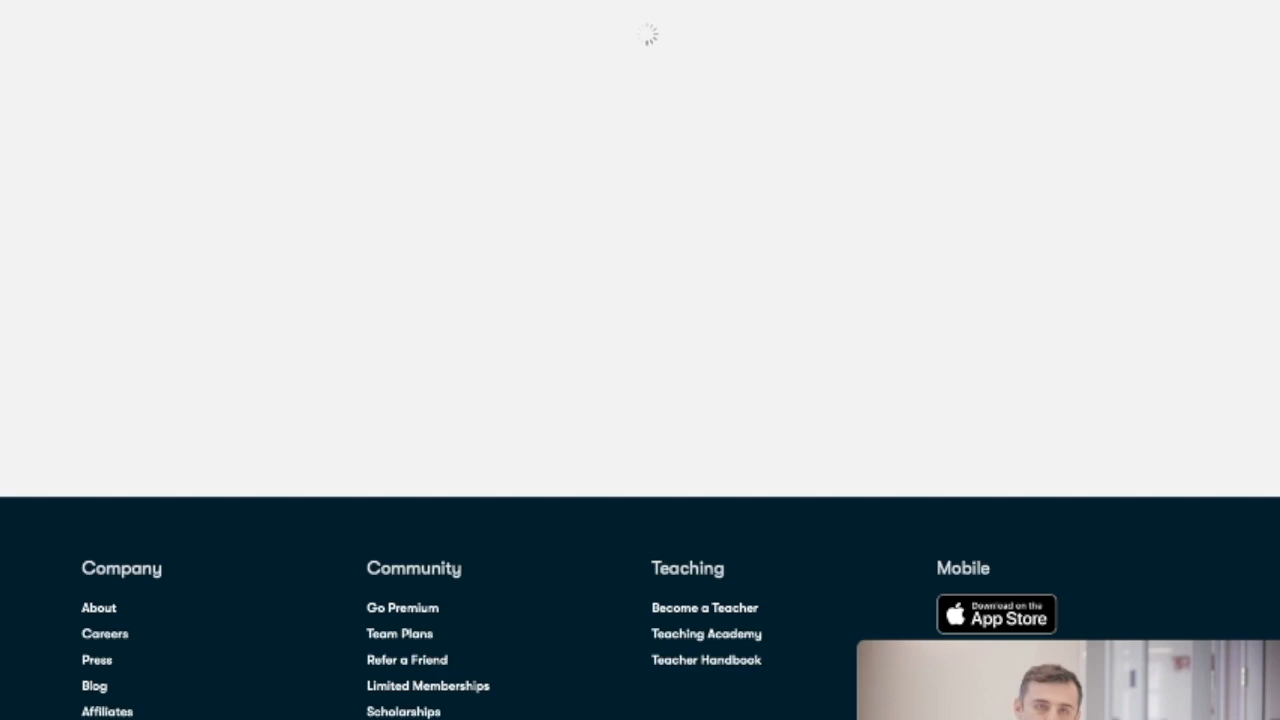 Company
About
Careers
Press
Blog
Affiliates
Community
Go Premium
Team Plans
Refer a Friend
Limited Memberships
Scholarships
Teaching
Become a Teacher
Teaching Academy
Teacher Handbook
Mobile
Download on the
App Store